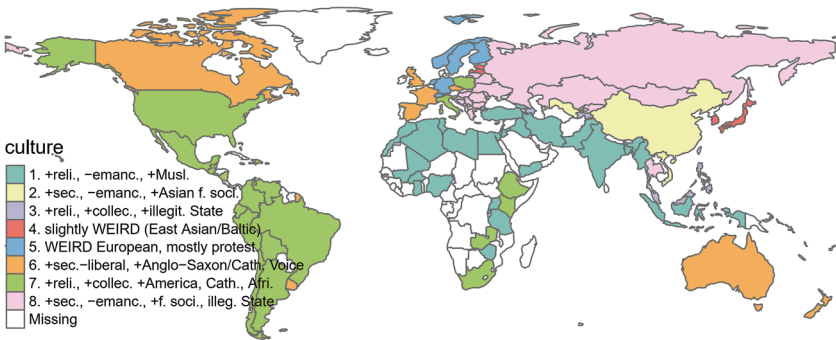 culture
1. +reli., −emanc., +Musl.
2. +sec., −emanc., +Asian f. soci.
3. +reli., +collec., +illegit. State
4. slightly WEIRD (East Asian/Baltic)
5. WEIRD European, mostly protest.
6. +sec.−liberal, +Anglo−Saxon/Cath. Voice
7. +reli., +collec. +America, Cath., Afri.
8. +sec., −emanc., +f. soci., illeg. State
Missing